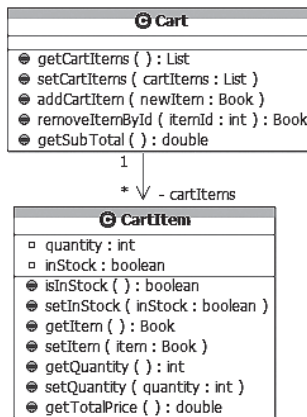 C Cart
getCartItems ( ) : List
setCartItems ( cartItems : List )
addCartItem ( newItem : Book )
removeItemById ( itemId : int ) : Book
getSubTotal ( ) : double
1
* - cartItems
C CartItem
quantity : int
inStock : boolean
isInStock ( ) : boolean
setInStock ( inStock : boolean )
getItem ( ) : Book
setItem ( item : Book )
getQuantity ( ) : int
setQuantity ( quantity : int )
getTotalPrice ( ) : double